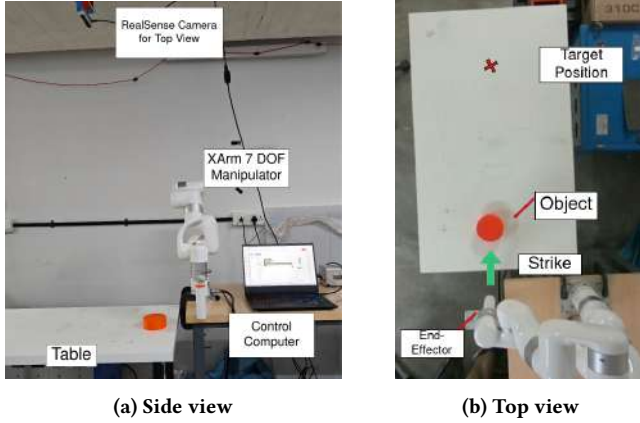 RealSense Camera
for Top View
XArm 7 DOF
Manipulator
Control
Computer
Table
(a) Side view
310C
Target
Position
Object
Strike
End-
Effector
(b) Top view